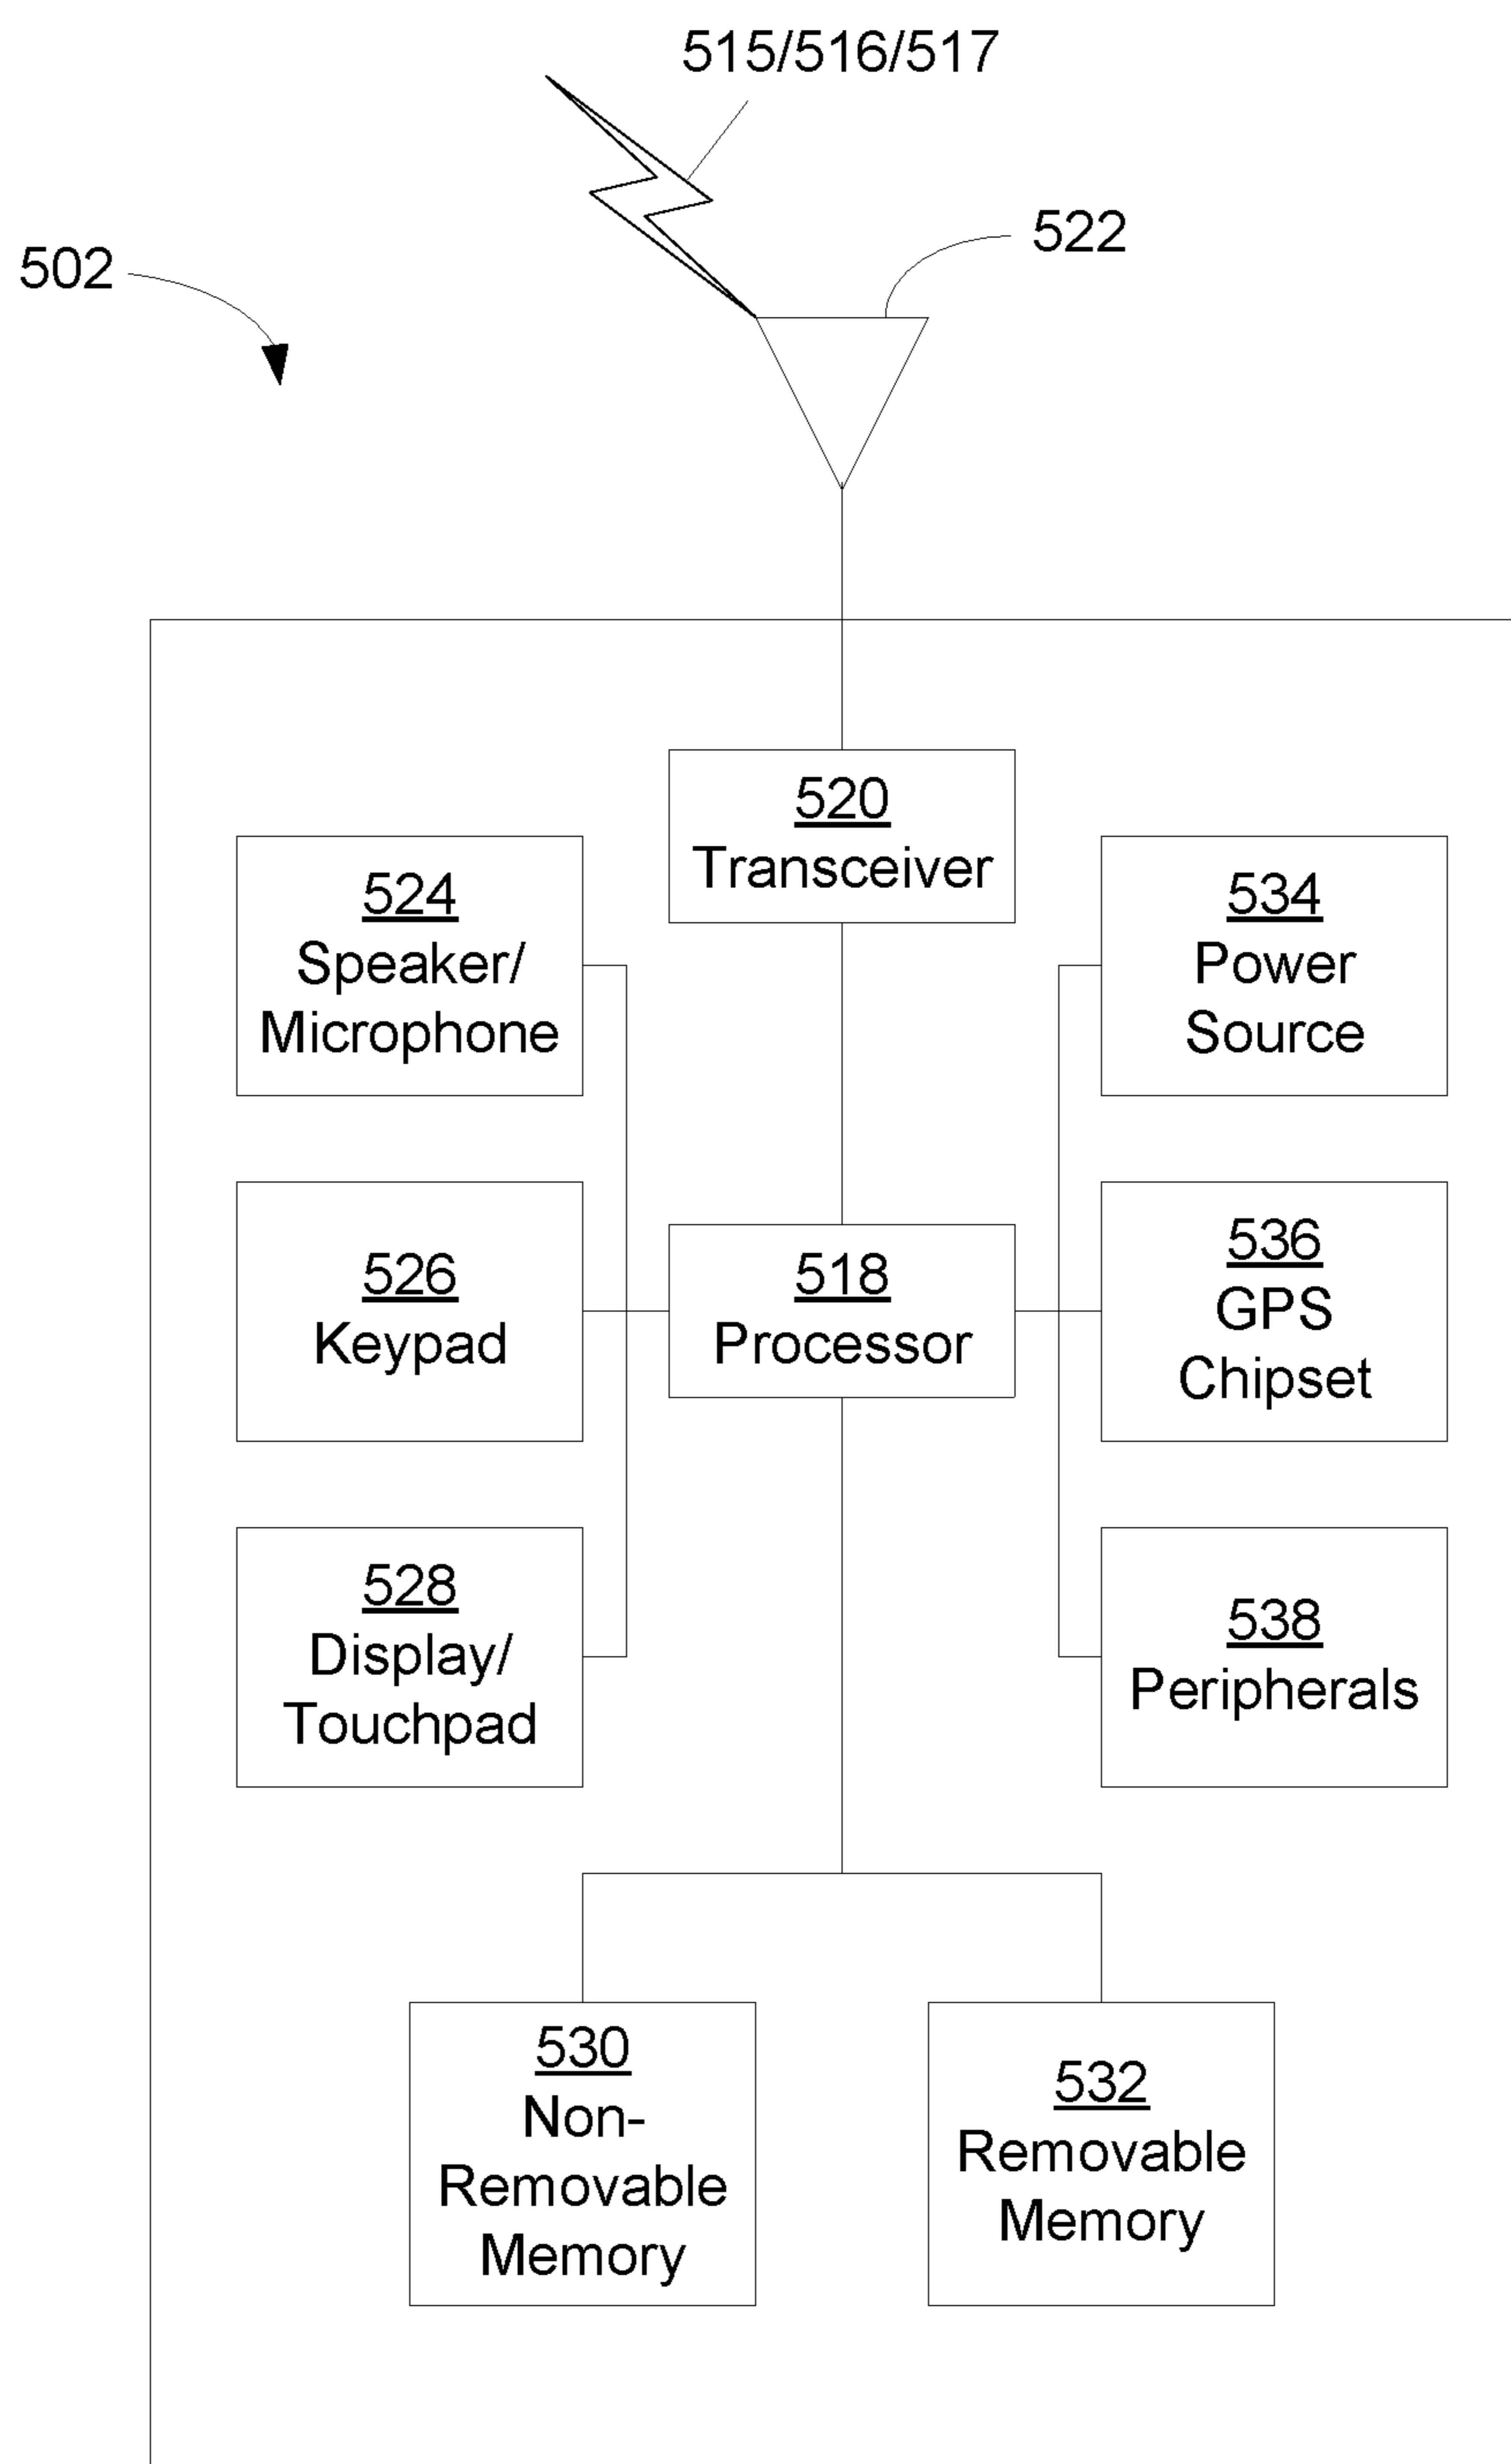 515/516/517
522
502
520
Transceiver
524
Speaker/
Microphone
534
Power
Source
526
Keypad
518
Processor
536
GPS
Chipset
528
Display/
Touchpad
538
Peripherals
530
Non-
Removable
Memory
532
Removable
Memory